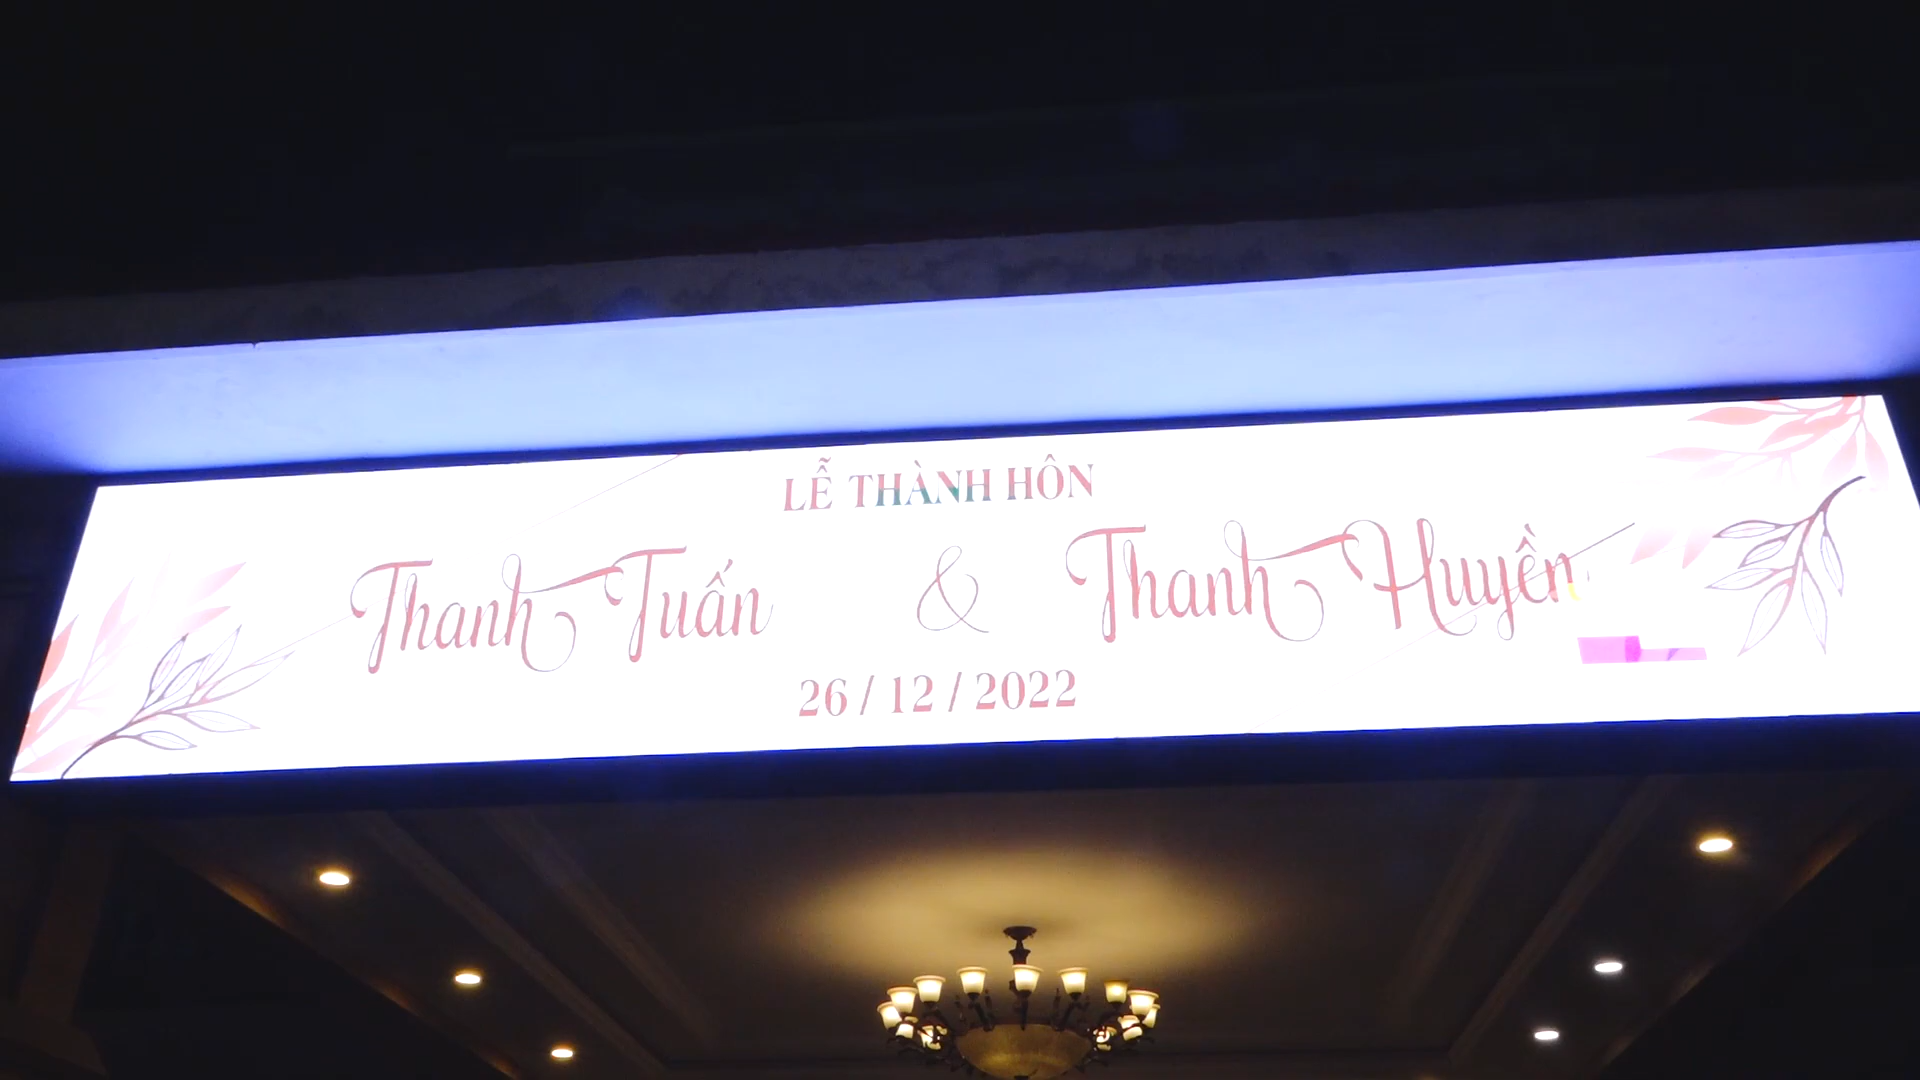 LỄ THÀNH HÔN
Thanh Tuấn & Thanh Huyền
26 / 12 / 2022